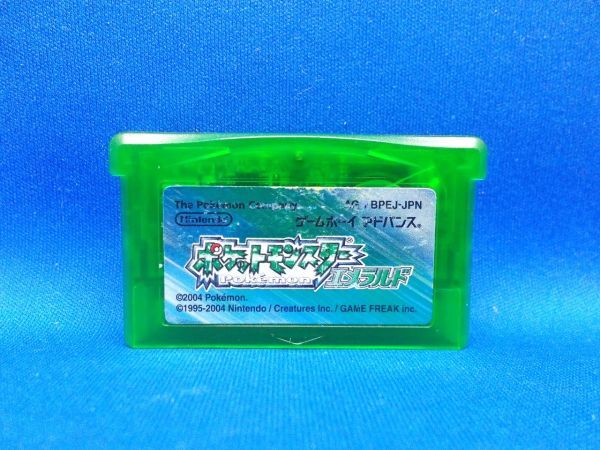 The Pokémon Company AGB-BPEJ-JPN
Nintendo ゲームボーイ アドバンス®
ポケットモンスター
Pokémon エメラルド
©2004 Pokémon.
©1995-2004 Nintendo / Creatures inc. / GAME FREAK inc.